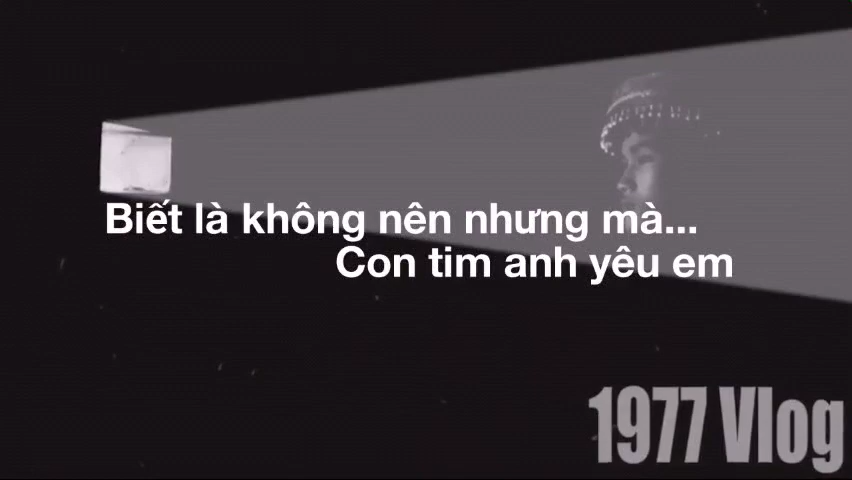 Biết là không nên nhưng mà...
Con tim anh yêu em
1977 Vlog